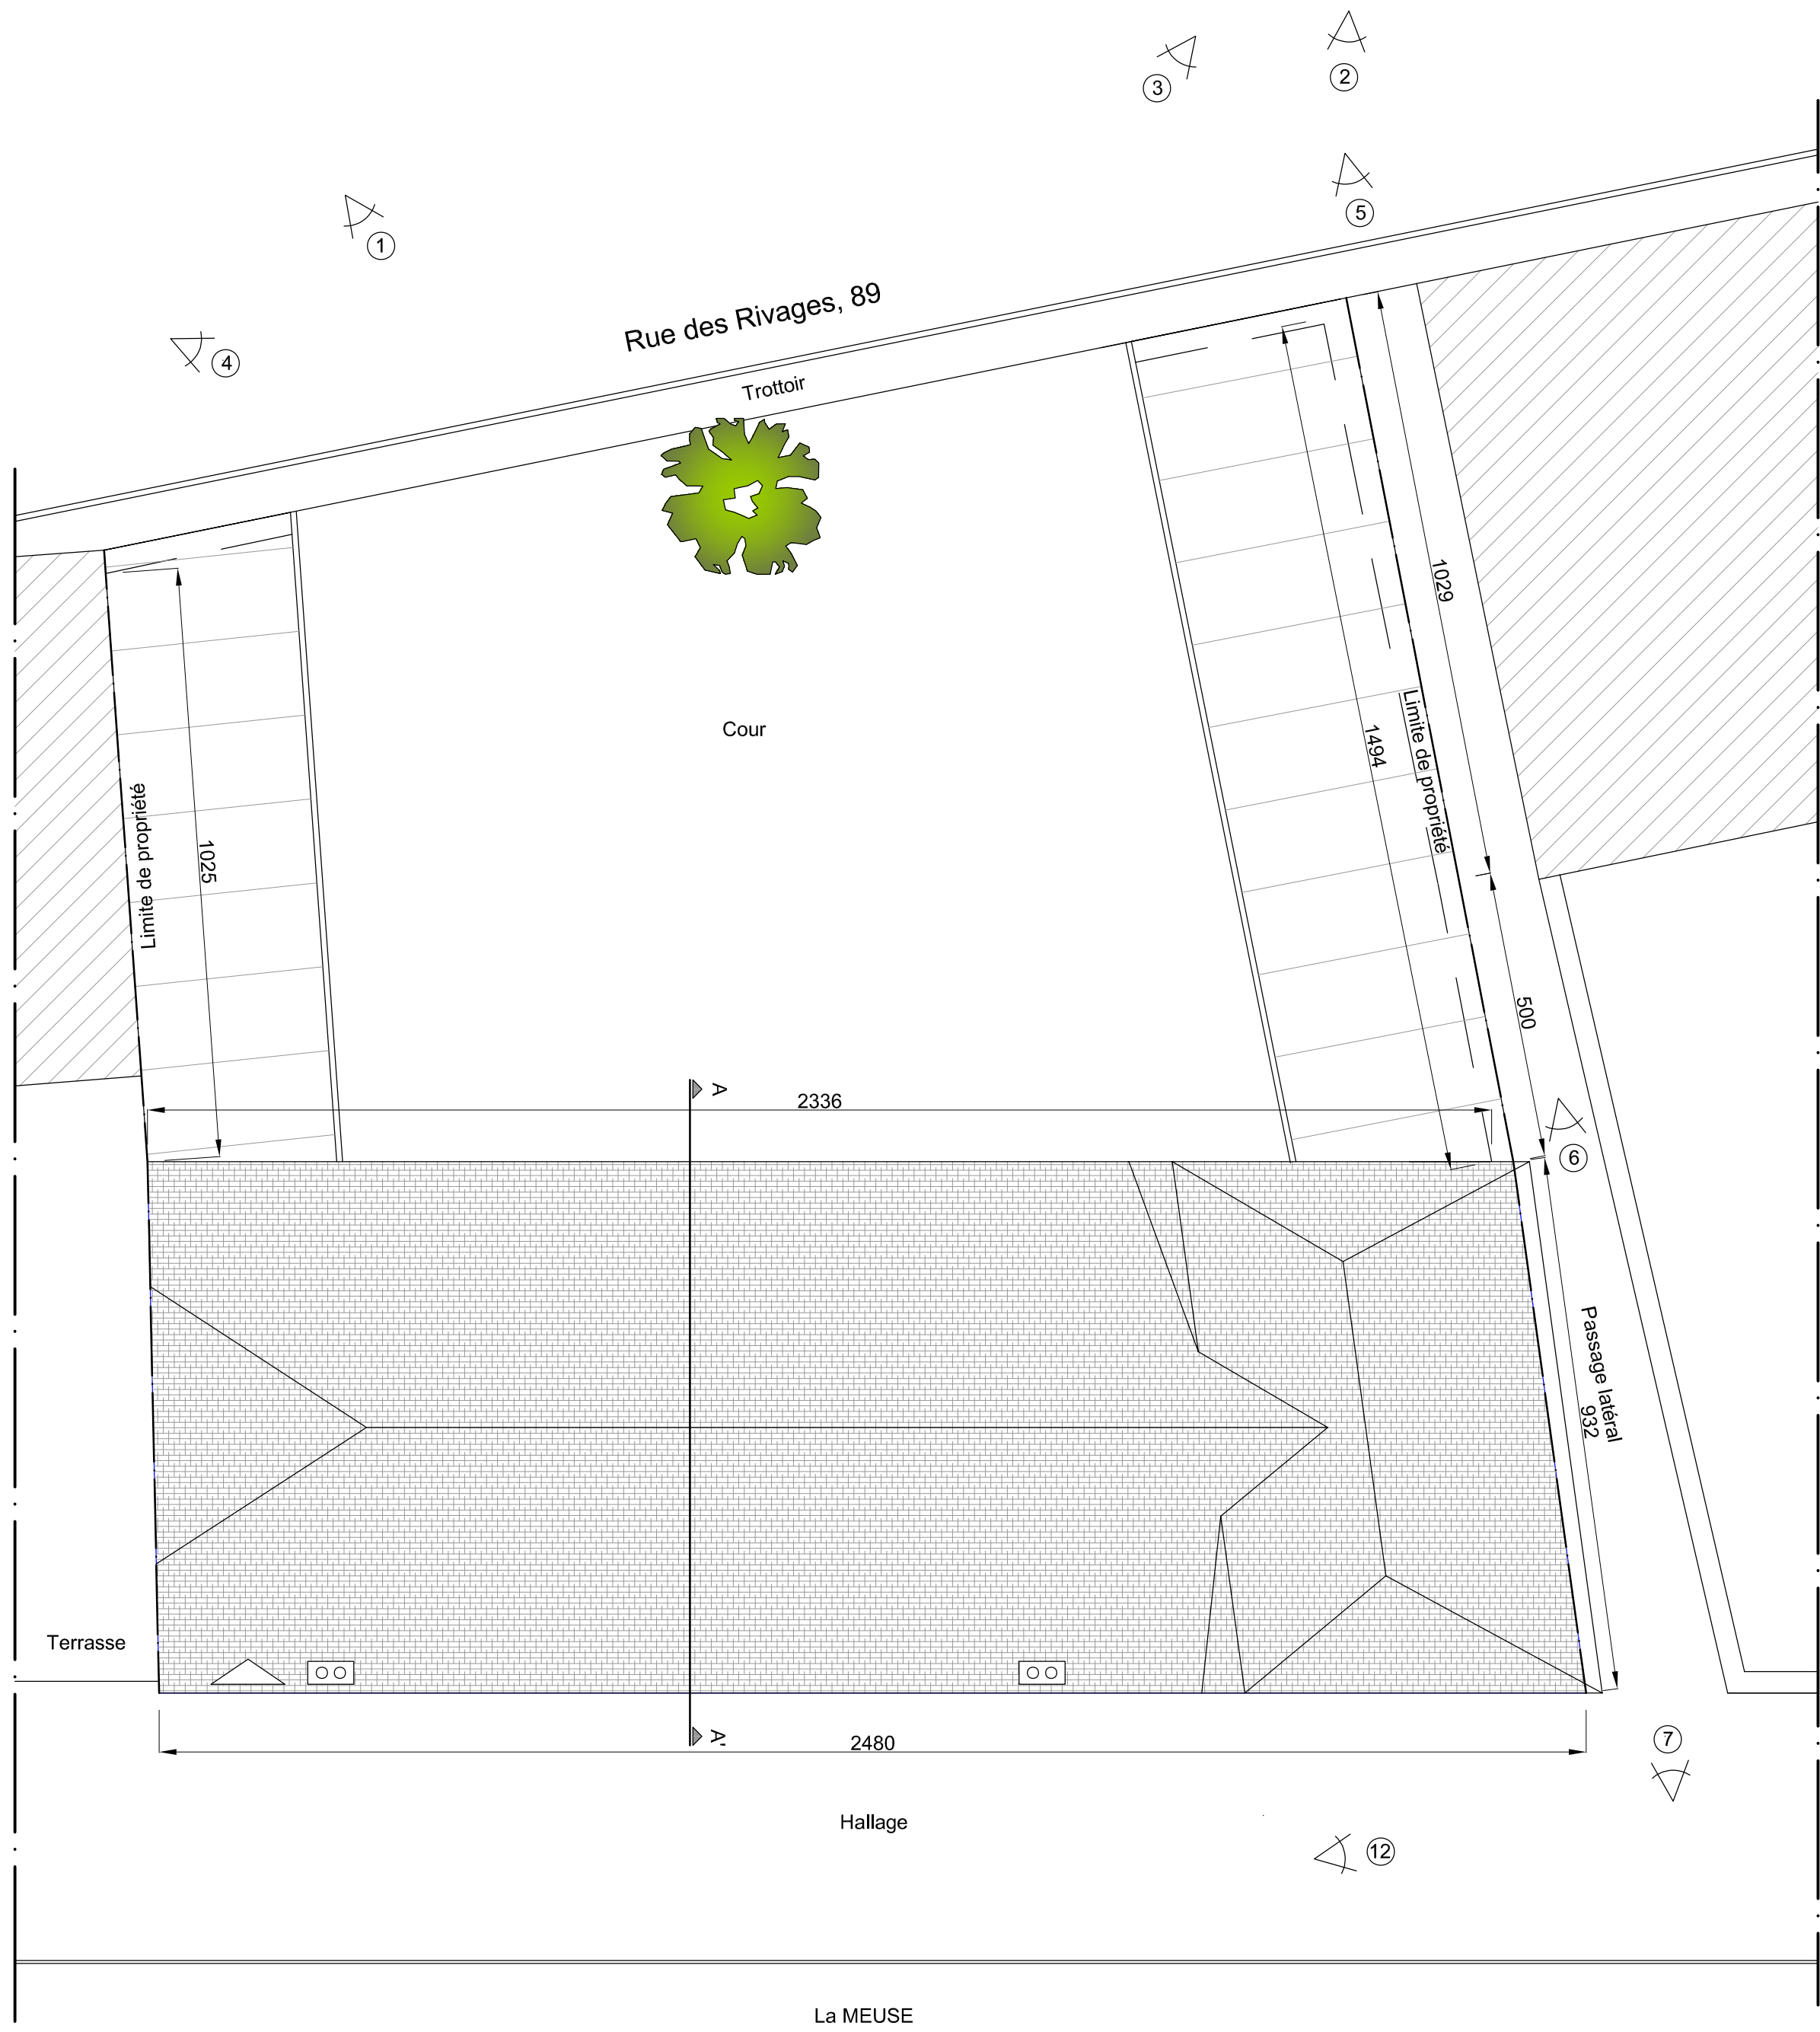 2
3
5
1
Rue des Rivages, 89
4
Trottoir
1029
Cour
1494
Limite de propriété
Limite de propriété
1025
500
A
2336
6
Passage latéral
932
Terrasse
A'
2480
7
Hallage
12
La MEUSE